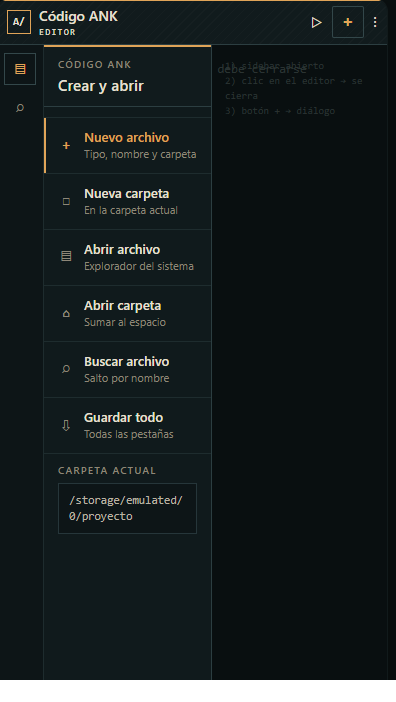 A/
Código ANK
EDITOR
+
CÓDIGO ANK
Crear y abrir
Nuevo archivo
Tipo, nombre y carpeta
Nueva carpeta
En la carpeta actual
Abrir archivo
Explorador del sistema
Abrir carpeta
Sumar al espacio
Buscar archivo
Salto por nombre
Guardar todo
Todas las pestañas
CARPETA ACTUAL
/storage/emulated/
0/proyecto
debe cerrarse
1) sidebar abierto
2) clic en el editor → se
cierra
3) botón + → diálogo